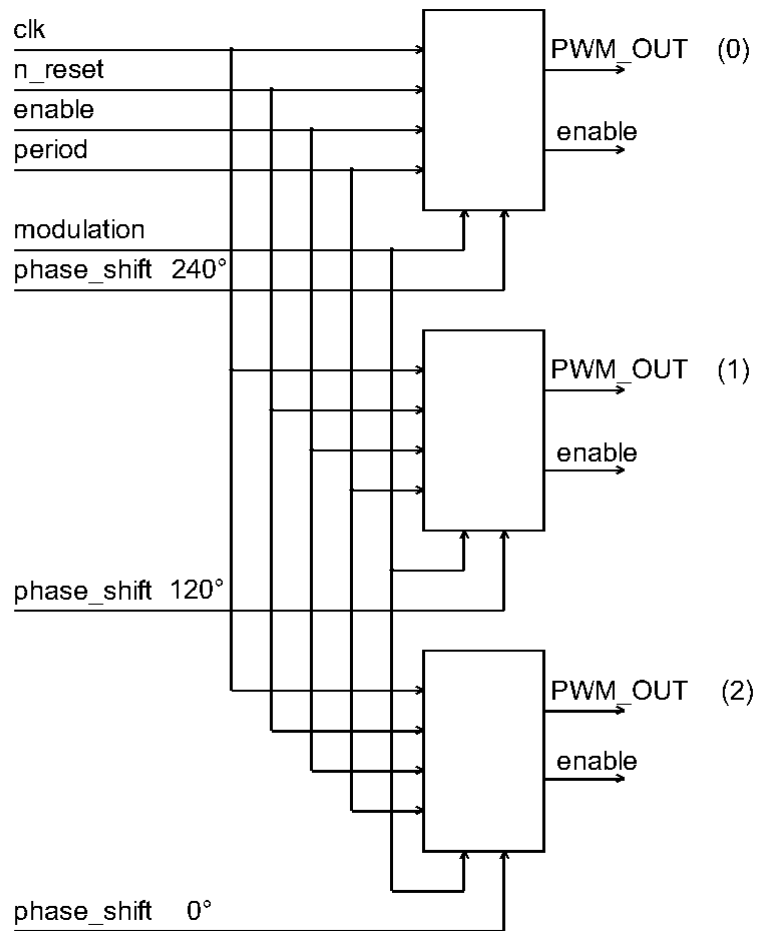 clk
PWM_OUT (0)
n_reset
enable
enable
period
modulation
phase_shift 240°
PWM_OUT (1)
enable
phase_shift 120°
PWM_OUT (2)
enable
phase_shift 0°